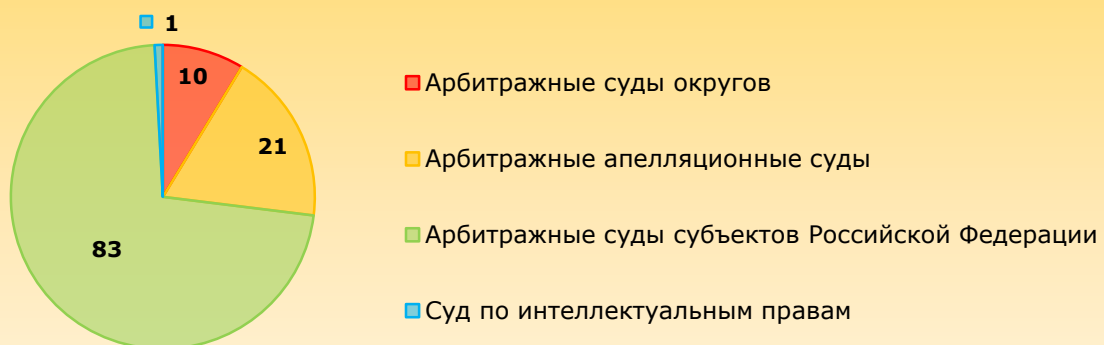 1
10
21
83
Арбитражные суды округов
Арбитражные апелляционные суды
Арбитражные суды субъектов Российской Федерации
Суд по интеллектуальным правам